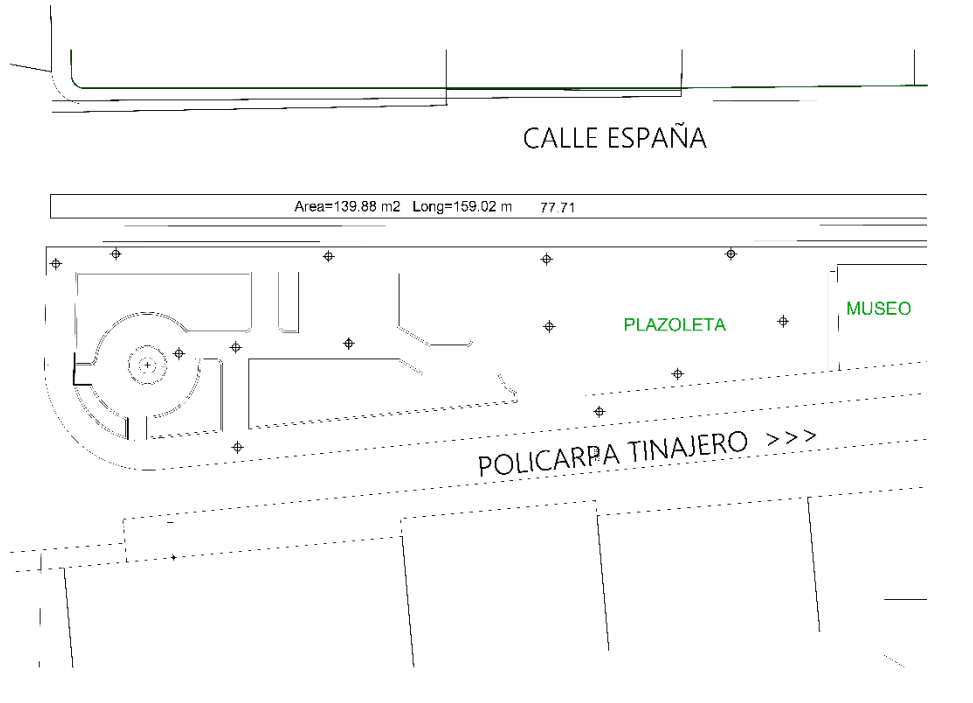 CALLE ESPAÑA
Area=139.88 m2 Long=159.02 m 77.71
MUSEO
PLAZOLETA
POLICARPA TINAJERO >>>